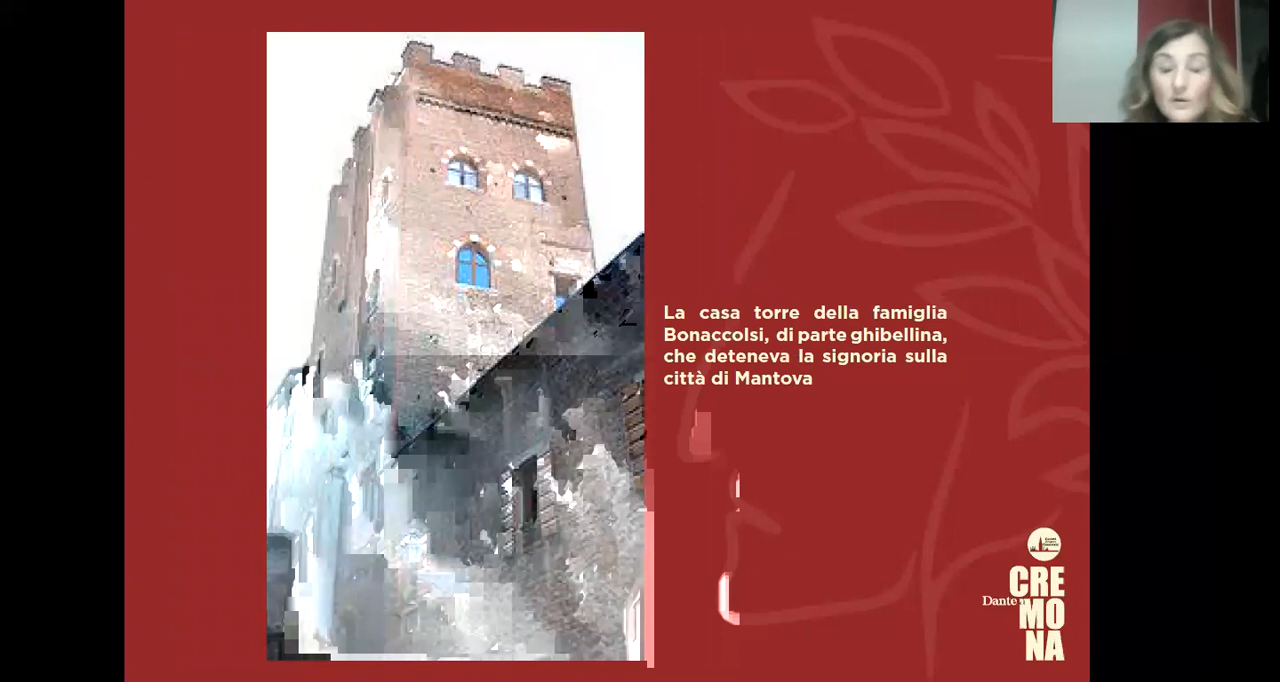 La casa torre della famiglia
Bonaccolsi, di parte ghibellina,
che deteneva la signoria sulla
città di Mantova
Dante
CRE
MO
NA